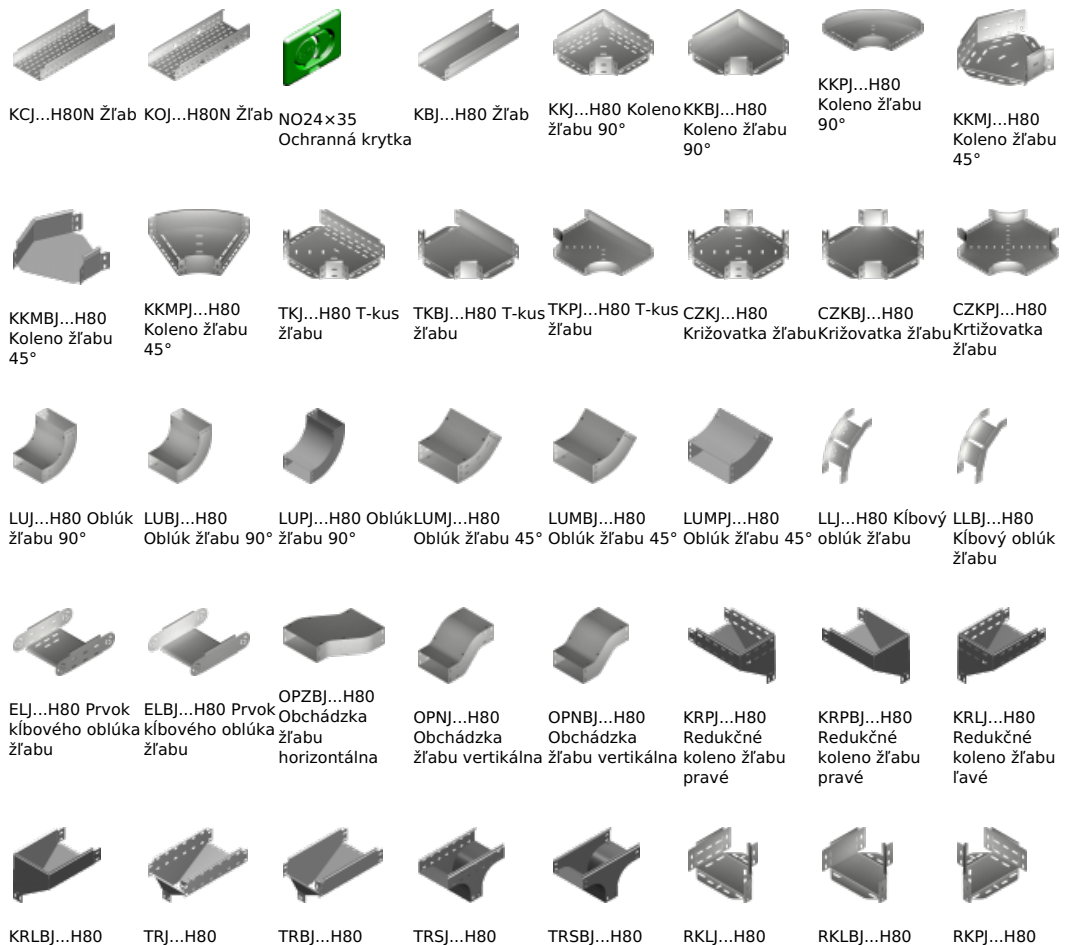 KCJ...H80N Žľab
KOJ...H80N Žľab
NO24×35
Ochranná krytka
KBJ...H80 Žľab
KKJ...H80 Koleno
žľabu 90°
KKBJ...H80
Koleno žľabu
90°
KKPJ...H80
Koleno žľabu
90°
KKMJ...H80
Koleno žľabu
45°
KKMBJ...H80
Koleno žľabu
45°
KKMPJ...H80
Koleno žľabu
45°
TKJ...H80 T-kus
žľabu
TKBJ...H80 T-kus
žľabu
TKPJ...H80 T-kus
žľabu
CZKJ...H80
Križovatka žľabu
CZKBJ...H80
Križovatka žľabu
CZKPJ...H80
Krtižovatka
žľabu
LUJ...H80 Oblúk
žľabu 90°
LUBJ...H80
Oblúk žľabu 90°
LUPJ...H80 Oblúk
žľabu 90°
LUMJ...H80
Oblúk žľabu 45°
LUMBJ...H80
Oblúk žľabu 45°
LUMPJ...H80
Oblúk žľabu 45°
LLJ...H80 Kĺbový
oblúk žľabu
LLBJ...H80
Kĺbový oblúk
žľabu
ELJ...H80 Prvok
kĺbového oblúka
žľabu
ELBJ...H80 Prvok
kĺbového oblúka
žľabu
OPZBJ...H80
Obchádzka
žľabu
horizontálna
OPNJ...H80
Obchádzka
žľabu vertikálna
OPNBJ...H80
Obchádzka
žľabu vertikálna
KRPJ...H80
Redukčné
koleno žľabu
pravé
KRPBJ...H80
Redukčné
koleno žľabu
pravé
KRLJ...H80
Redukčné
koleno žľabu
ľavé
KRLBJ...H80
TRJ...H80
TRBJ...H80
TRSJ...H80
TRSBJ...H80
RKLJ...H80
RKLBJ...H80
RKPJ...H80